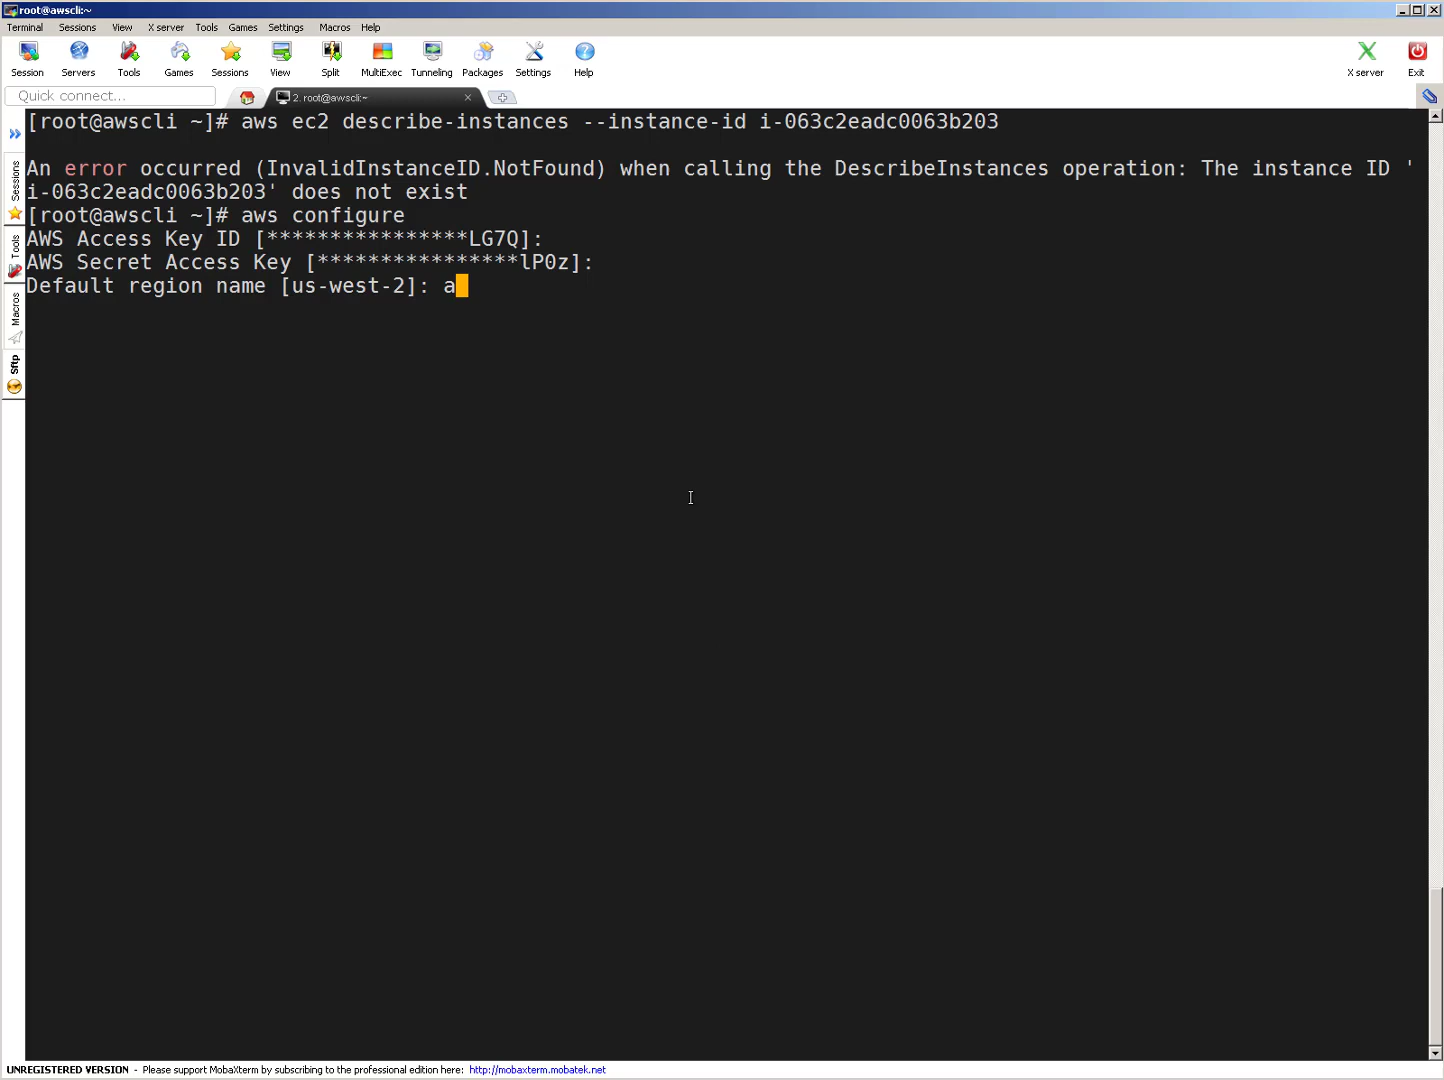 root@awscli:~
Terminal Sessions View X server Tools Games Settings Macros Help
Session Servers Tools Games Sessions View Split MultiExec Tunneling Packages Settings Help X server Exit
Quick connect...
2. root@awscli:~
[root@awscli ~]# aws ec2 describe-instances --instance-id i-063c2eadc0063b203
An error occurred (InvalidInstanceID.NotFound) when calling the DescribeInstances operation: The instance ID '
i-063c2eadc0063b203' does not exist
[root@awscli ~]# aws configure
AWS Access Key ID [****************LG7Q]:
AWS Secret Access Key [****************lP0z]:
Default region name [us-west-2]: a
Sessions
Tools
Macros
Sftp
UNREGISTERED VERSION - Please support MobaXterm by subscribing to the professional edition here: http://mobaxterm.mobatek.net